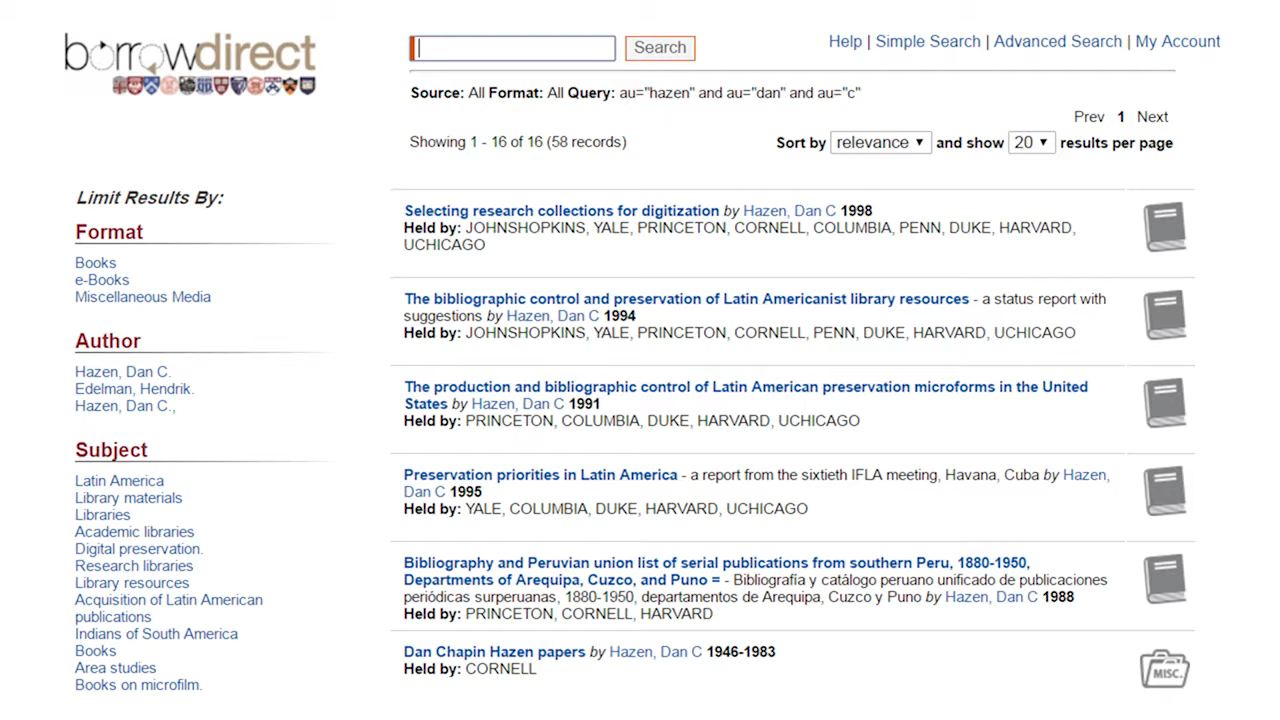 borrowdirect
Search
Help | Simple Search | Advanced Search | My Account
Source: All Format: All Query: au="hazen" and au="dan" and au="c"
Prev 1 Next
Showing 1 - 16 of 16 (58 records)
Sort by relevance and show 20 results per page
Limit Results By:
Format
Books
e-Books
Miscellaneous Media
Author
Hazen, Dan C.
Edelman, Hendrik.
Hazen, Dan C.,
Subject
Latin America
Library materials
Libraries
Academic libraries
Digital preservation.
Research libraries
Library resources
Acquisition of Latin American
publications
Indians of South America
Books
Area studies
Books on microfilm.
Selecting research collections for digitization by Hazen, Dan C 1998
Held by: JOHNSHOPKINS, YALE, PRINCETON, CORNELL, COLUMBIA, PENN, DUKE, HARVARD,
UCHICAGO
The bibliographic control and preservation of Latin Americanist library resources - a status report with
suggestions by Hazen, Dan C 1994
Held by: JOHNSHOPKINS, YALE, PRINCETON, CORNELL, PENN, DUKE, HARVARD, UCHICAGO
The production and bibliographic control of Latin American preservation microforms in the United
States by Hazen, Dan C 1991
Held by: PRINCETON, COLUMBIA, DUKE, HARVARD, UCHICAGO
Preservation priorities in Latin America - a report from the sixtieth IFLA meeting, Havana, Cuba by Hazen,
Dan C 1995
Held by: YALE, COLUMBIA, DUKE, HARVARD, UCHICAGO
Bibliography and Peruvian union list of serial publications from southern Peru, 1880-1950,
Departments of Arequipa, Cuzco, and Puno = - Bibliografía y catálogo peruano unificado de publicaciones
periódicas surperuanas, 1880-1950, departamentos de Arequipa, Cuzco y Puno by Hazen, Dan C 1988
Held by: PRINCETON, CORNELL, HARVARD
Dan Chapin Hazen papers by Hazen, Dan C 1946-1983
Held by: CORNELL
MISC.